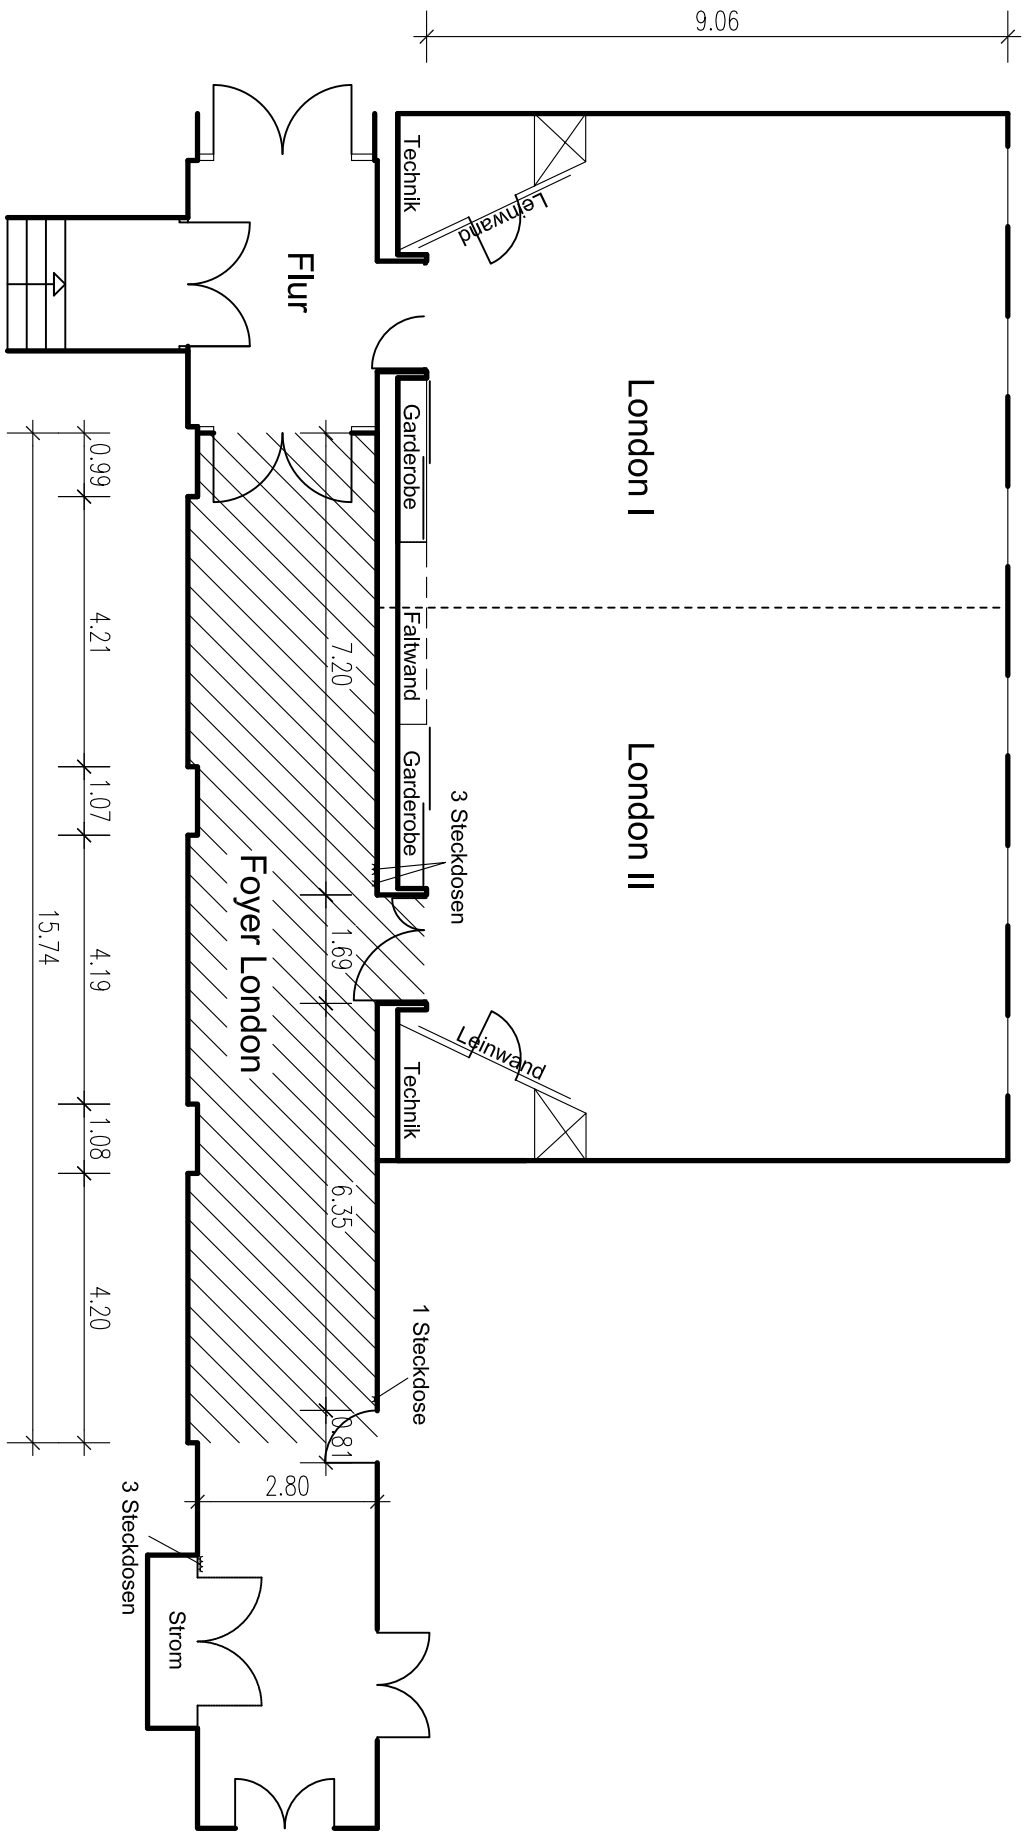 9.06
Technik
Leinwand
Flur
London I
Garderobe
Faltwand
Garderobe
London II
3 Steckdosen
Leinwand
Technik
Foyer London
7.20
1.69
6.35
0.81
1 Steckdose
0.99
4.21
1.07
4.19
1.08
4.20
15.74
2.80
3 Steckdosen
Strom